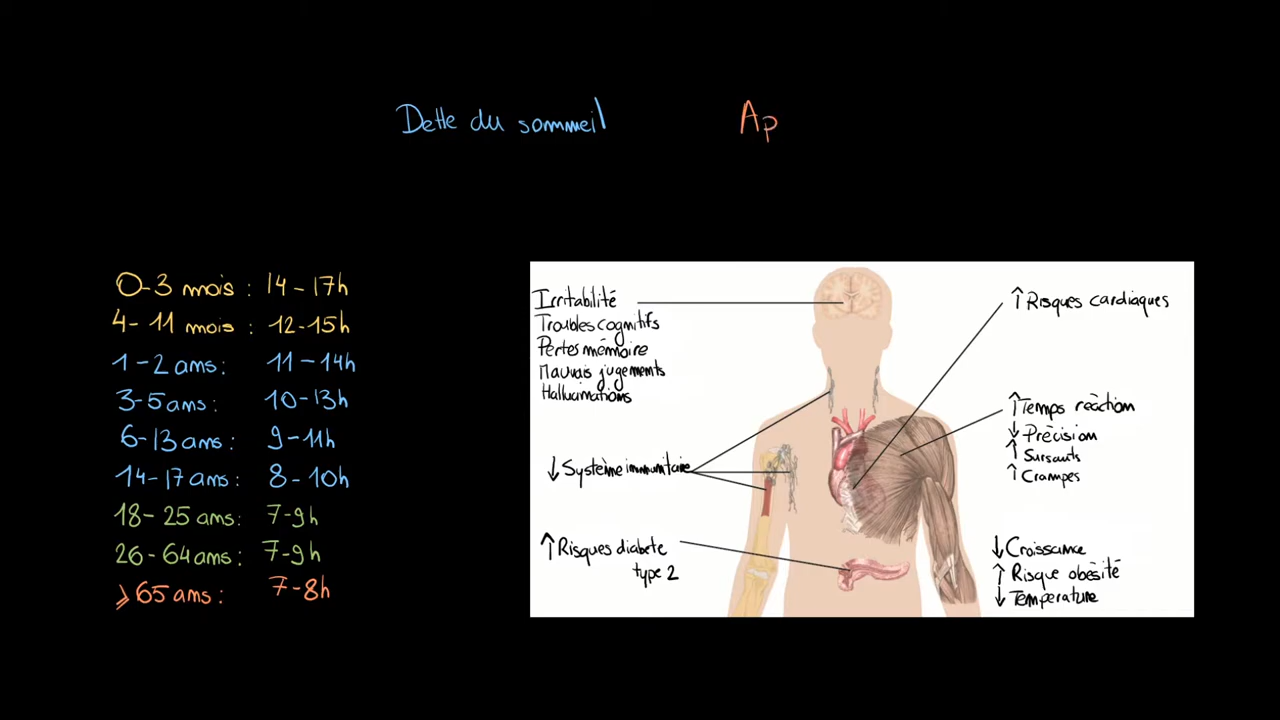 Dette du sommeil
Ap
0-3 mois : 14-17h
4-11 mois : 12-15h
1-2 ans : 11-14h
3-5 ans : 10-13h
6-13 ans : 9-11h
14-17 ans : 8-10h
18-25 ans : 7-9h
26-64 ans : 7-9h
⩾65 ans : 7-8h
Irritabilité
Troubles cognitifs
Pertes mémoire
Mauvais jugements
Hallucinations
↓ Système immunitaire
↑ Risques diabète
type 2
↑ Risques cardiaques
↑ Temps réaction
↓ Précision
↑ Sursauts
↑ Crampes
↓ Croissance
↑ Risque obésité
↓ Température